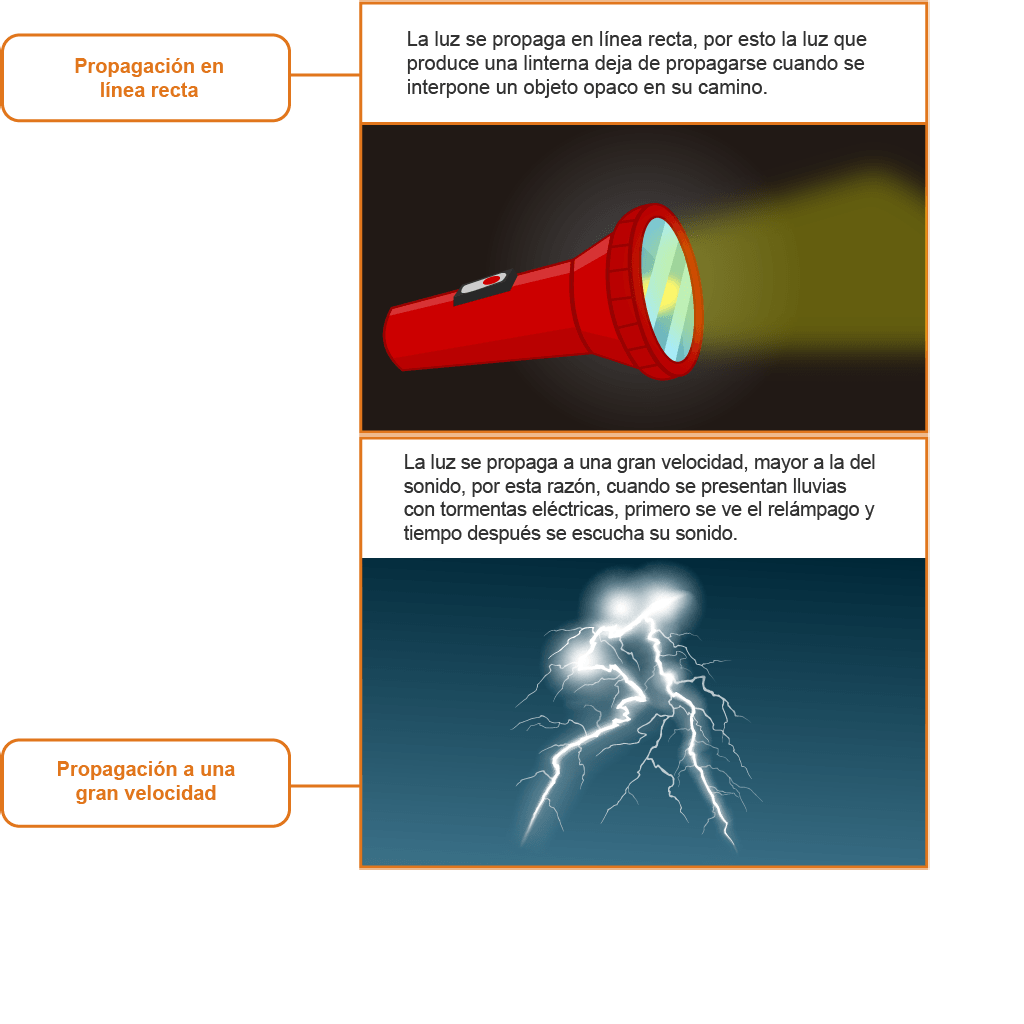 Propagación en
línea recta
La luz se propaga en línea recta, por esto la luz que
produce una linterna deja de propagarse cuando se
interpone un objeto opaco en su camino.
La luz se propaga a una gran velocidad, mayor a la del
sonido, por esta razón, cuando se presentan lluvias
con tormentas eléctricas, primero se ve el relámpago y
tiempo después se escucha su sonido.
Propagación a una
gran velocidad